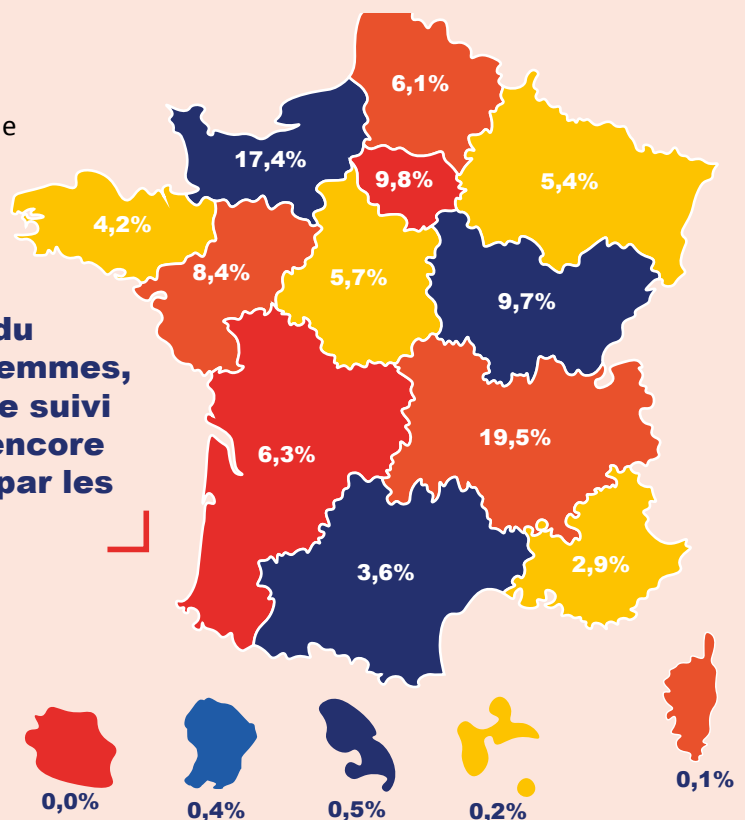 6,1%
e
17,4%
9,8%
5,4%
4,2%
8,4%
5,7%
9,7%
du
emmes,
e suivi
encore
par les
19,5%
6,3%
3,6%
2,9%
0,1%
0,0%
0,4%
0,5%
0,2%